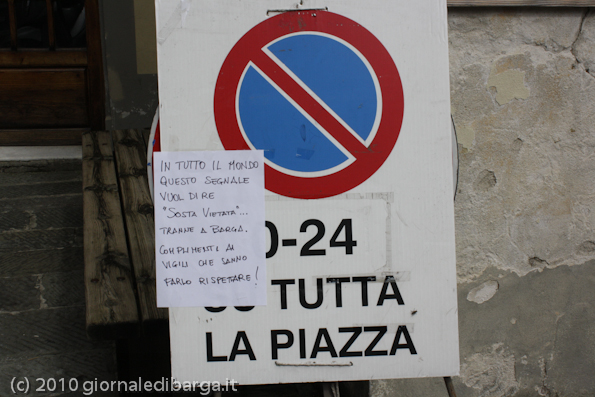 IN TUTTO IL MONDO
QUESTO SEGNALE
VUOL DIRE
"SOSTA VIETATA"...
TRANNE A BARGA.
COMPLIMENTI AI
VIGILI CHE SANNO
FARLO RISPETTARE!
0-24
SU TUTTA
LA PIAZZA
(c) 2010 giornaledibarga.it